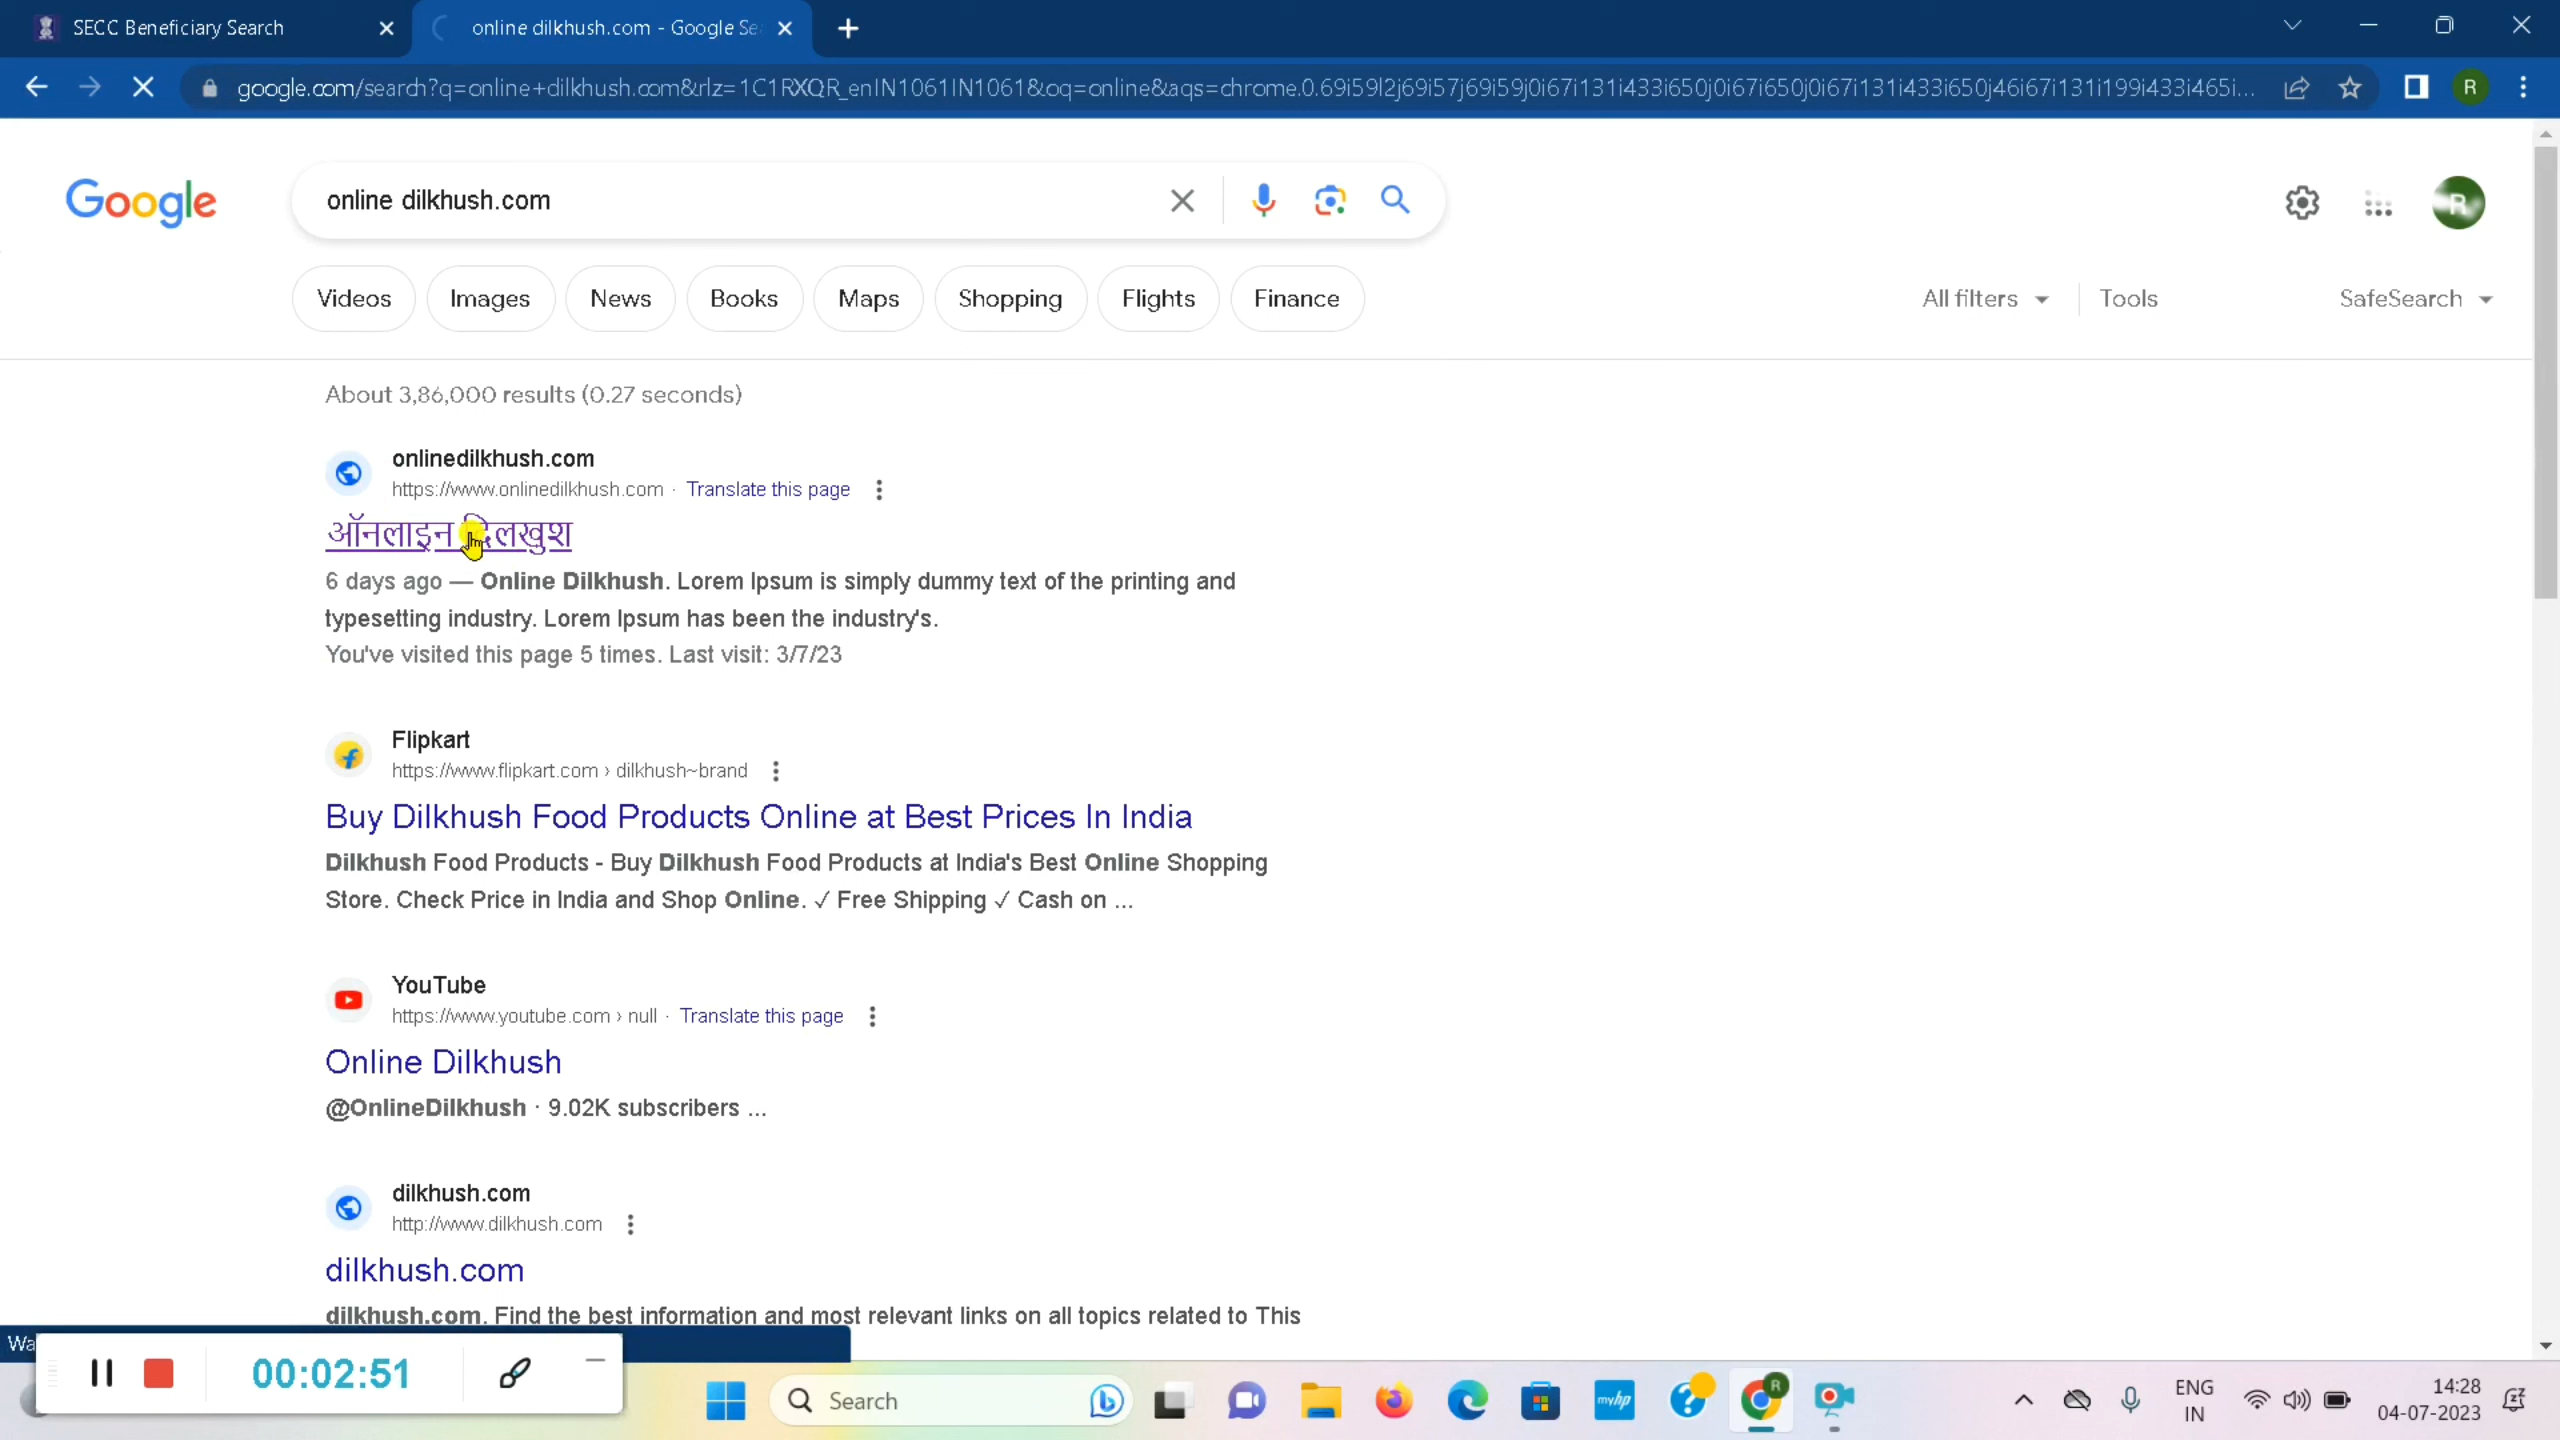 SECC Beneficiary Search
online dilkhush.com - Google Se
google.com/search?q=online+dilkhush.com&rlz=1C1RXQR_enIN1061IN1061&oq=online&aqs=chrome.0.69i59l2j69i57j69i59j0i67i131i433i650j0i67i650j0i67i131i433i650j46i67i131i199i433i465i...
R
Google
online dilkhush.com
R
Videos
Images
News
Books
Maps
Shopping
Flights
Finance
All filters
Tools
SafeSearch
About 3,86,000 results (0.27 seconds)
onlinedilkhush.com
https://www.onlinedilkhush.com · Translate this page
ऑनलाइन दिलखुश
6 days ago — Online Dilkhush. Lorem Ipsum is simply dummy text of the printing and
typesetting industry. Lorem Ipsum has been the industry's.
You've visited this page 5 times. Last visit: 3/7/23
Flipkart
https://www.flipkart.com › dilkhush~brand
Buy Dilkhush Food Products Online at Best Prices In India
Dilkhush Food Products - Buy Dilkhush Food Products at India's Best Online Shopping
Store. Check Price in India and Shop Online. ✓ Free Shipping ✓ Cash on ...
YouTube
https://www.youtube.com › null · Translate this page
Online Dilkhush
@OnlineDilkhush · 9.02K subscribers ...
dilkhush.com
http://www.dilkhush.com
dilkhush.com
dilkhush.com. Find the best information and most relevant links on all topics related to This
Wa
00:02:51
Search
myhp
R
ENG
IN
14:28
04-07-2023